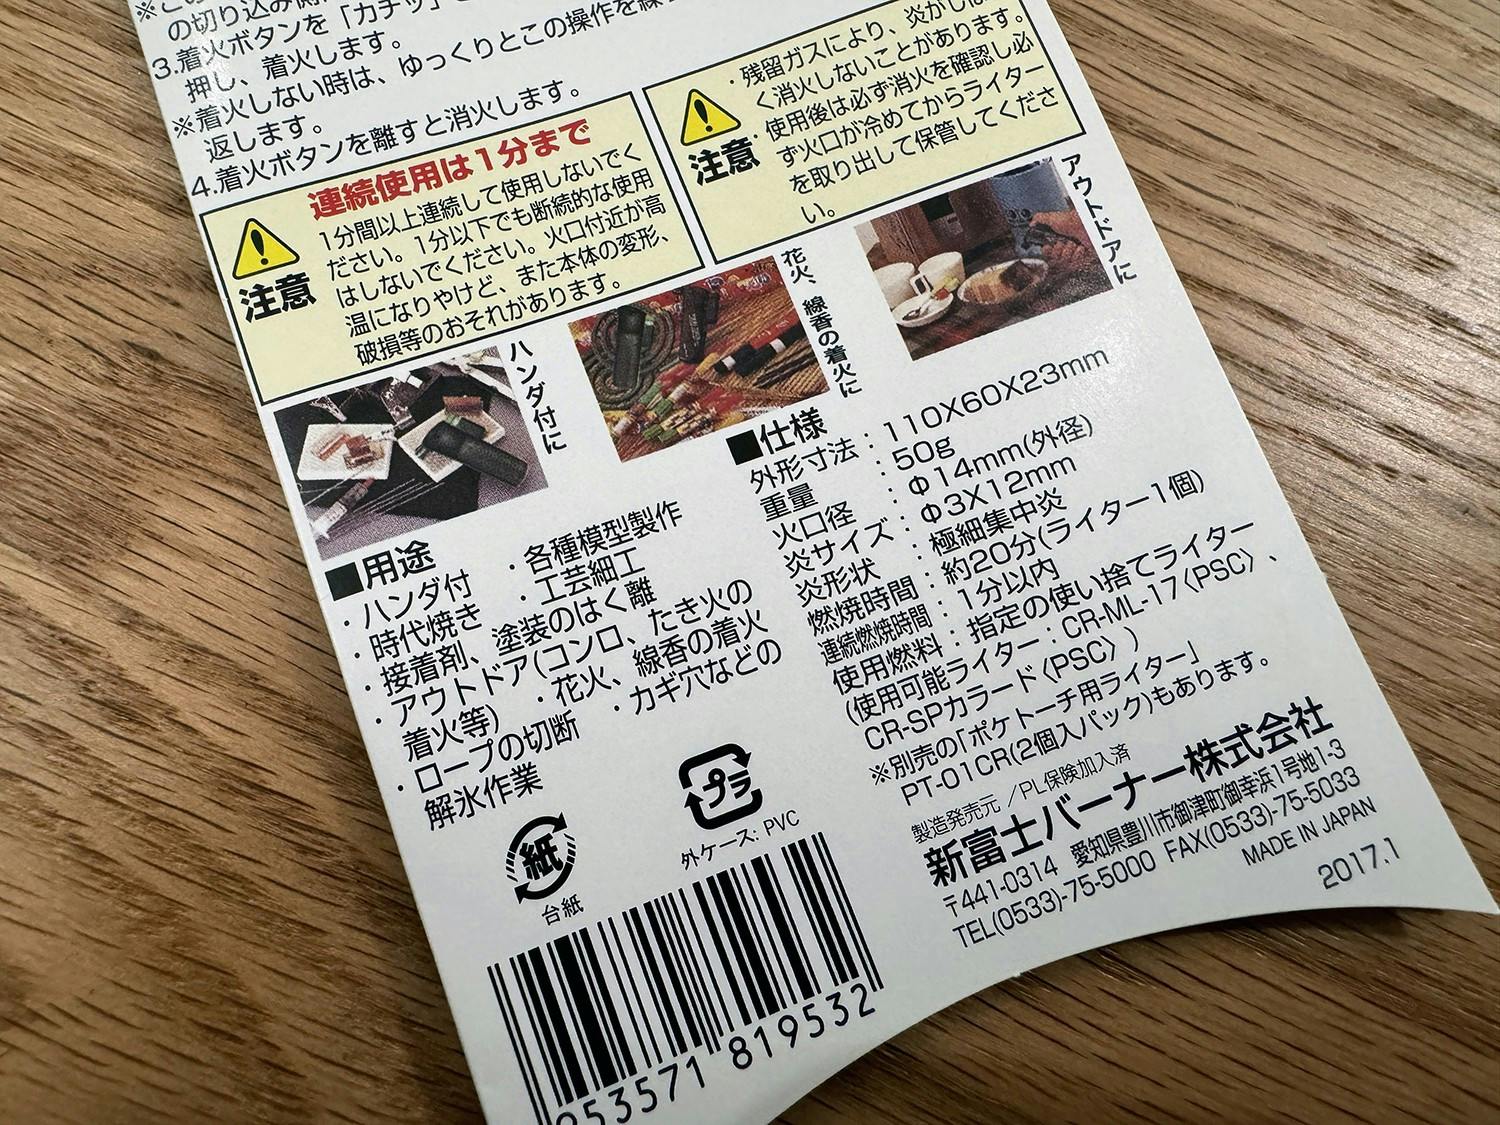 の切り込み側
3.着火ボタンを「カチッ」と
押し、着火します。
※着火しない時は、ゆっくりとこの操作を繰り
返します。
4.着火ボタンを離すと消火します。
注意
連続使用は1分まで
1分間以上連続して使用しないでく
ださい。1分以下でも断続的な使用
はしないでください。火口付近が高
温になりやけど、また本体の変形、
破損等のおそれがあります。
注意
・残留ガスにより、炎がしば
く消火しないことがあります。
・使用後は必ず消火を確認し必
ず火口が冷めてからライター
を取り出して保管してくださ
い。
ハンダ付に
花火、線香の着火に
アウトドアに
■用途
・ハンダ付 ・各種模型製作
・時代焼き ・工芸細工
・接着剤、塗装のはく離
・アウトドア(コンロ、たき火の
着火等) ・花火、線香の着火
・ロープの切断 ・カギ穴などの
解氷作業
■仕様
外形寸法：110X60X23mm
重量：50g
火口径：Φ14mm(外径)
炎サイズ：Φ3X12mm
炎形状：極細集中炎
燃焼時間：約20分(ライター1個)
連続燃焼時間：1分以内
使用燃料：指定の使い捨てライター
(使用可能ライター：CR-ML-17〈PSC〉、
CR-SPカラード〈PSC〉)
※別売の「ポケトーチ用ライター」
PT-01CR(2個入パック)もあります。
紙
台紙
プラ
外ケース: PVC
製造発売元 /PL保険加入済
新富士バーナー株式会社
〒441-0314 愛知県豊川市御津町御幸浜1号地1-3
TEL(0533)-75-5000 FAX(0533)-75-5033
MADE IN JAPAN
2017.1
953571 819532